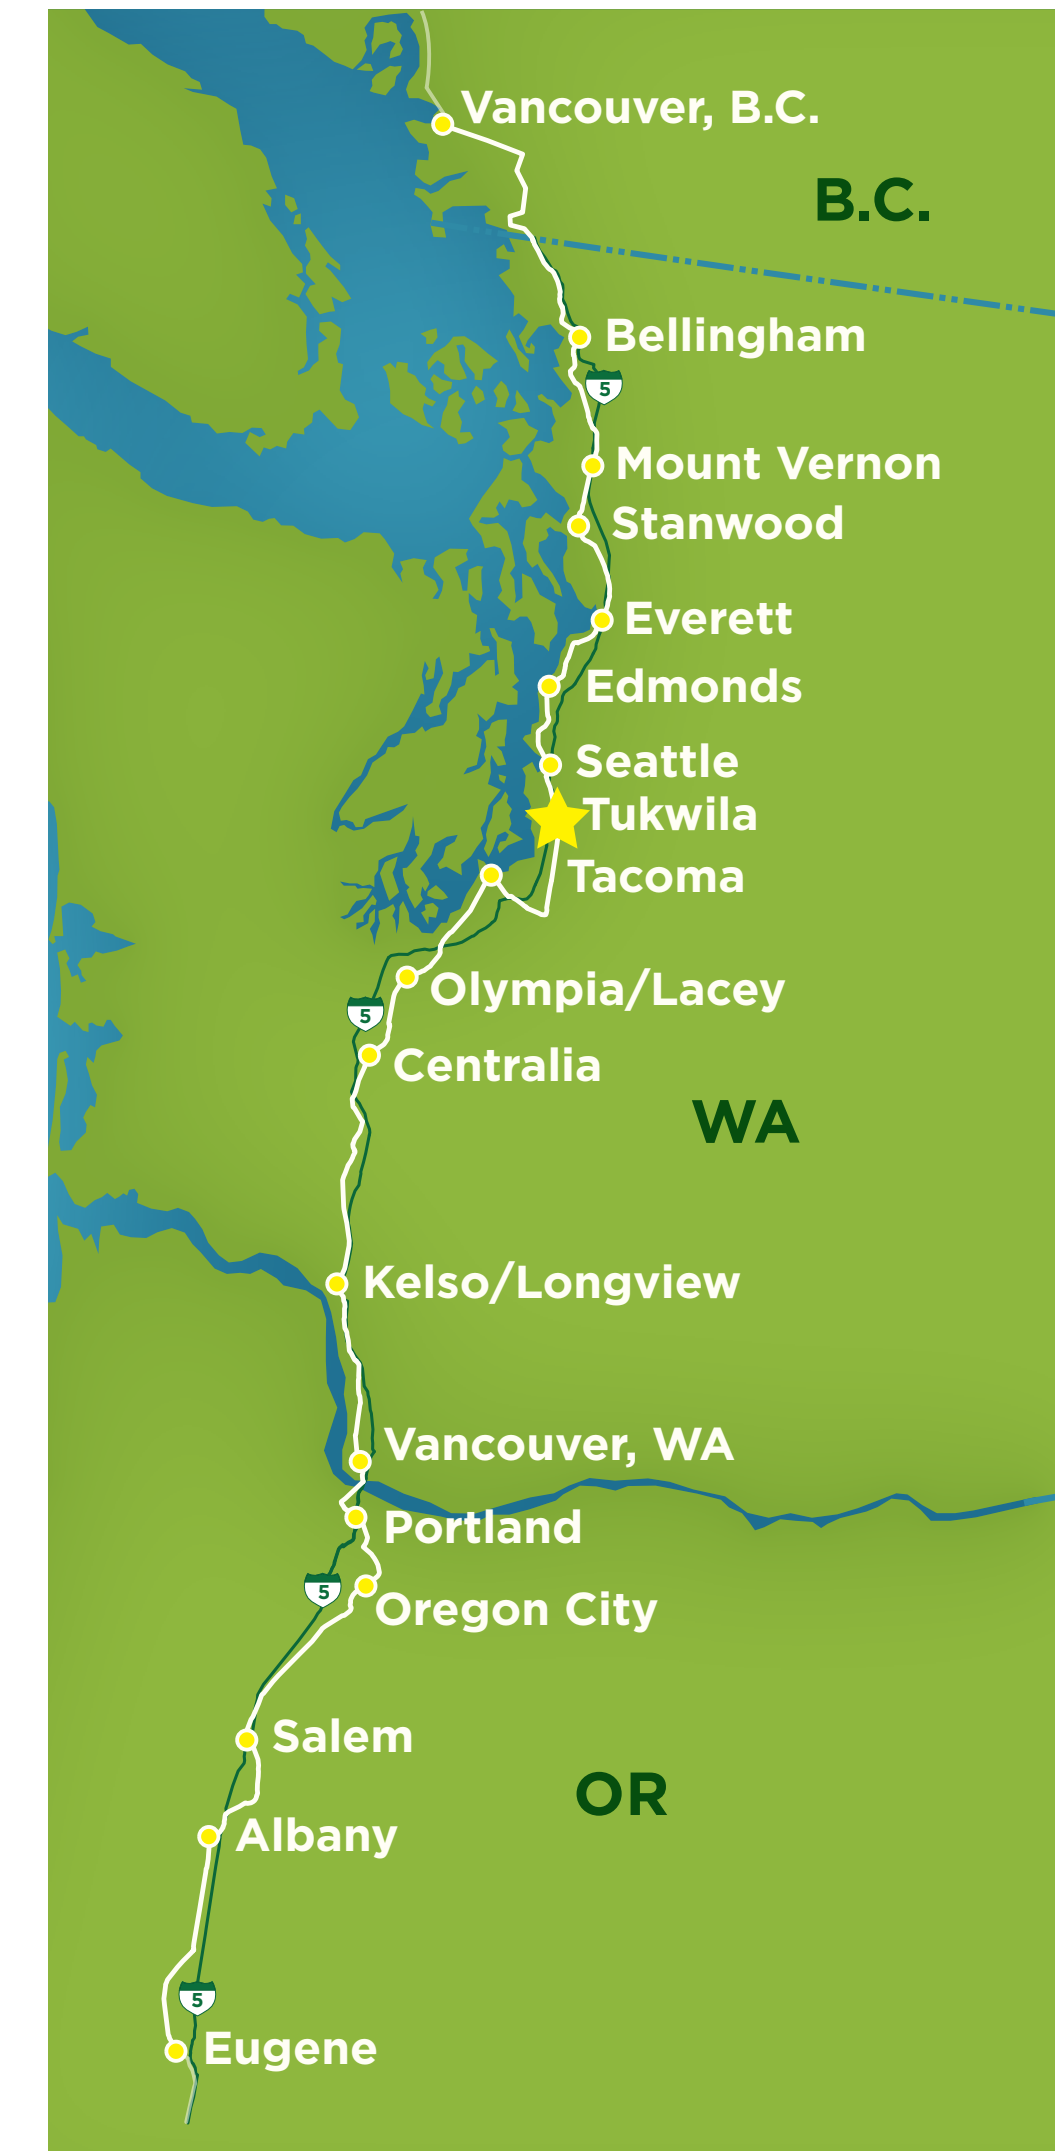 Vancouver, B.C.
B.C.
Bellingham
5
Mount Vernon
Stanwood
Everett
Edmonds
Seattle
Tukwila
Tacoma
Olympia/Lacey
5
Centralia
WA
Kelso/Longview
Vancouver, WA
Portland
5
Oregon City
Salem
OR
Albany
5
Eugene